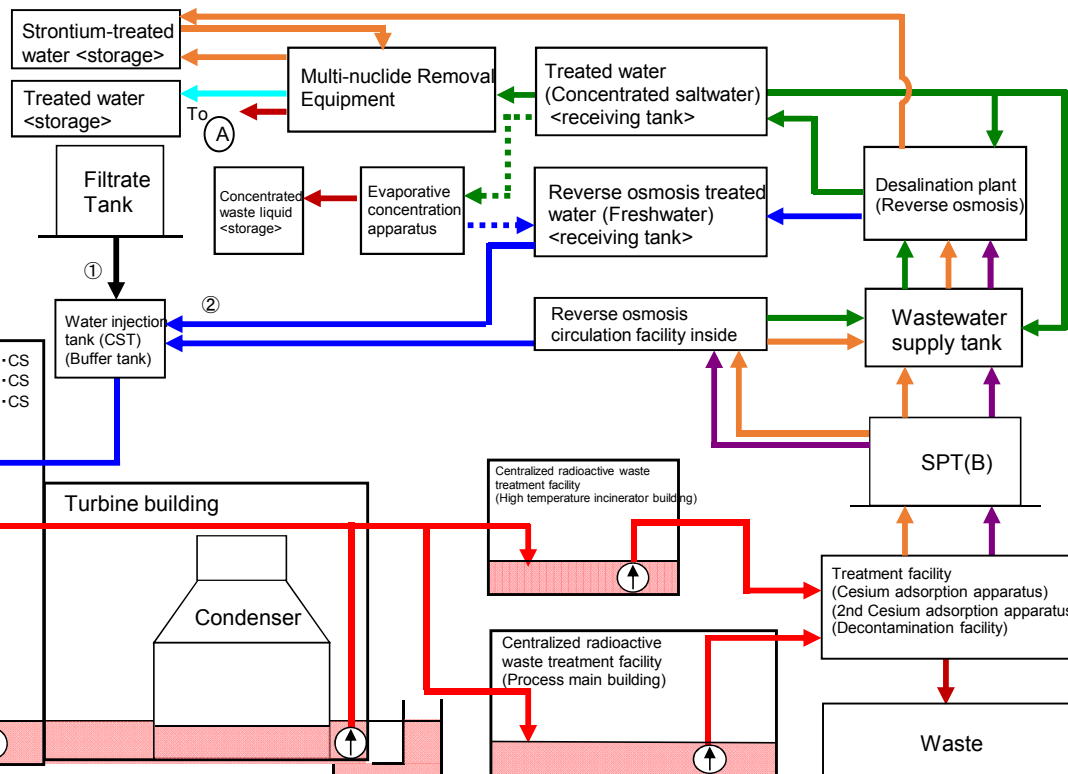 Strontium-treated
water <storage>
Treated water
<storage>
To
A
Multi-nuclide Removal
Equipment
Treated water
(Concentrated saltwater)
<receiving tank>
Filtrate
Tank
Concentrated
waste liquid
<storage>
Evaporative
concentration
apparatus
Reverse osmosis treated
water (Freshwater)
<receiving tank>
Desalination plant
(Reverse osmosis)
①
②
Water injection
tank (CST)
(Buffer tank)
Reverse osmosis
circulation facility inside
Wastewater
supply tank
・CS
・CS
・CS
SPT(B)
Turbine building
Condenser
Centralized radioactive waste
treatment facility
(High temperature incinerator building)
Centralized radioactive
waste treatment facility
(Process main building)
Treatment facility
(Cesium adsorption apparatus)
(2nd Cesium adsorption apparatus
(Decontamination facility)
Waste